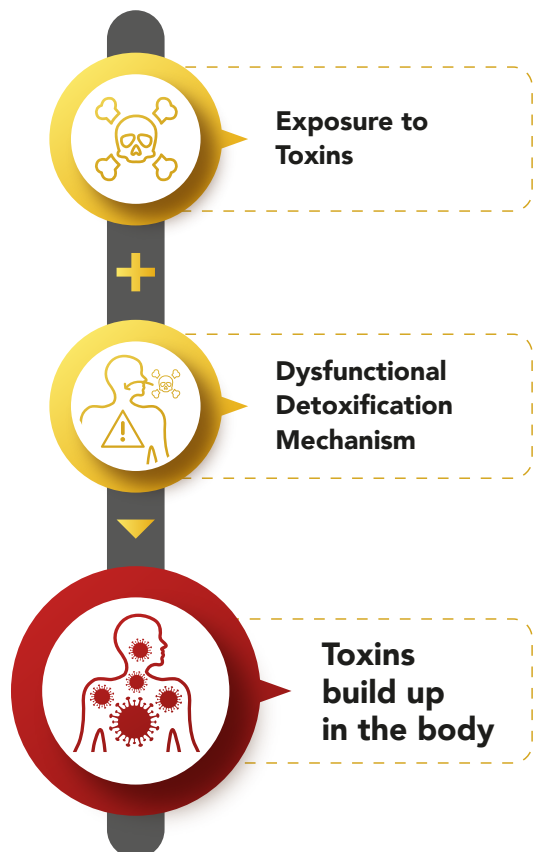 Exposure to
Toxins
Dysfunctional
Detoxification
Mechanism
Toxins
build up
in the body